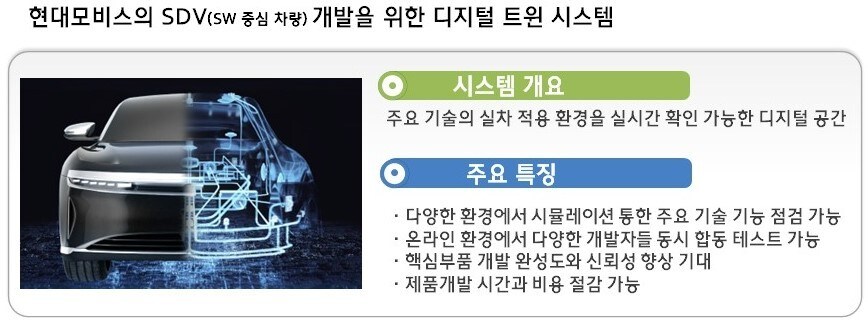 현대모비스의 SDV(SW 중심 차량) 개발을 위한 디지털 트윈 시스템
시스템 개요
주요 기술의 실차 적용 환경을 실시간 확인 가능한 디지털 공간
주요 특징
· 다양한 환경에서 시뮬레이션 통한 주요 기술 기능 점검 가능
· 온라인 환경에서 다양한 개발자들 동시 합동 테스트 가능
· 핵심부품 개발 완성도와 신뢰성 향상 기대
· 제품개발 시간과 비용 절감 가능